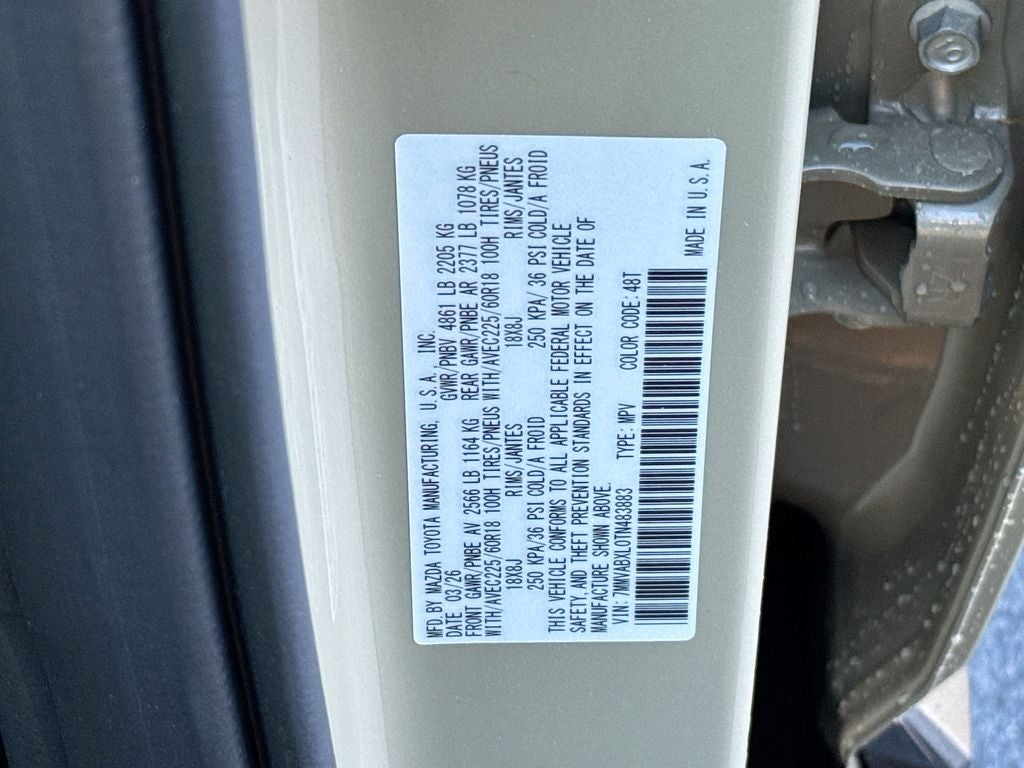 MFD.BY MAZDA TOYOTA MANUFACTURING, U.S.A. INC.
DATE 03/26 GVWR/PNBV 4861 LB 2205 KG
FRONT GAWR/PNBE AV 2566 LB 1164 KG REAR GAWR/PNBE AR 2377 LB 1078 KG
WITH/AVEC225/60R18 100H TIRES/PNEUS WITH/AVEC225/60R18 100H TIRES/PNEUS
18X8J RIMS/JANTES 18X8J RIMS/JANTES
250 KPA/36 PSI COLD/A FROID 250 KPA/36 PSI COLD/A FROID
THIS VEHICLE CONFORMS TO ALL APPLICABLE FEDERAL MOTOR VEHICLE
SAFETY, AND THEFT PREVENTION STANDARDS IN EFFECT ON THE DATE OF
MANUFACTURE SHOWN ABOVE.
VIN: 7MMVABXL0TN483883 TYPE: MPV COLOR CODE: 48T
MADE IN U.S.A.